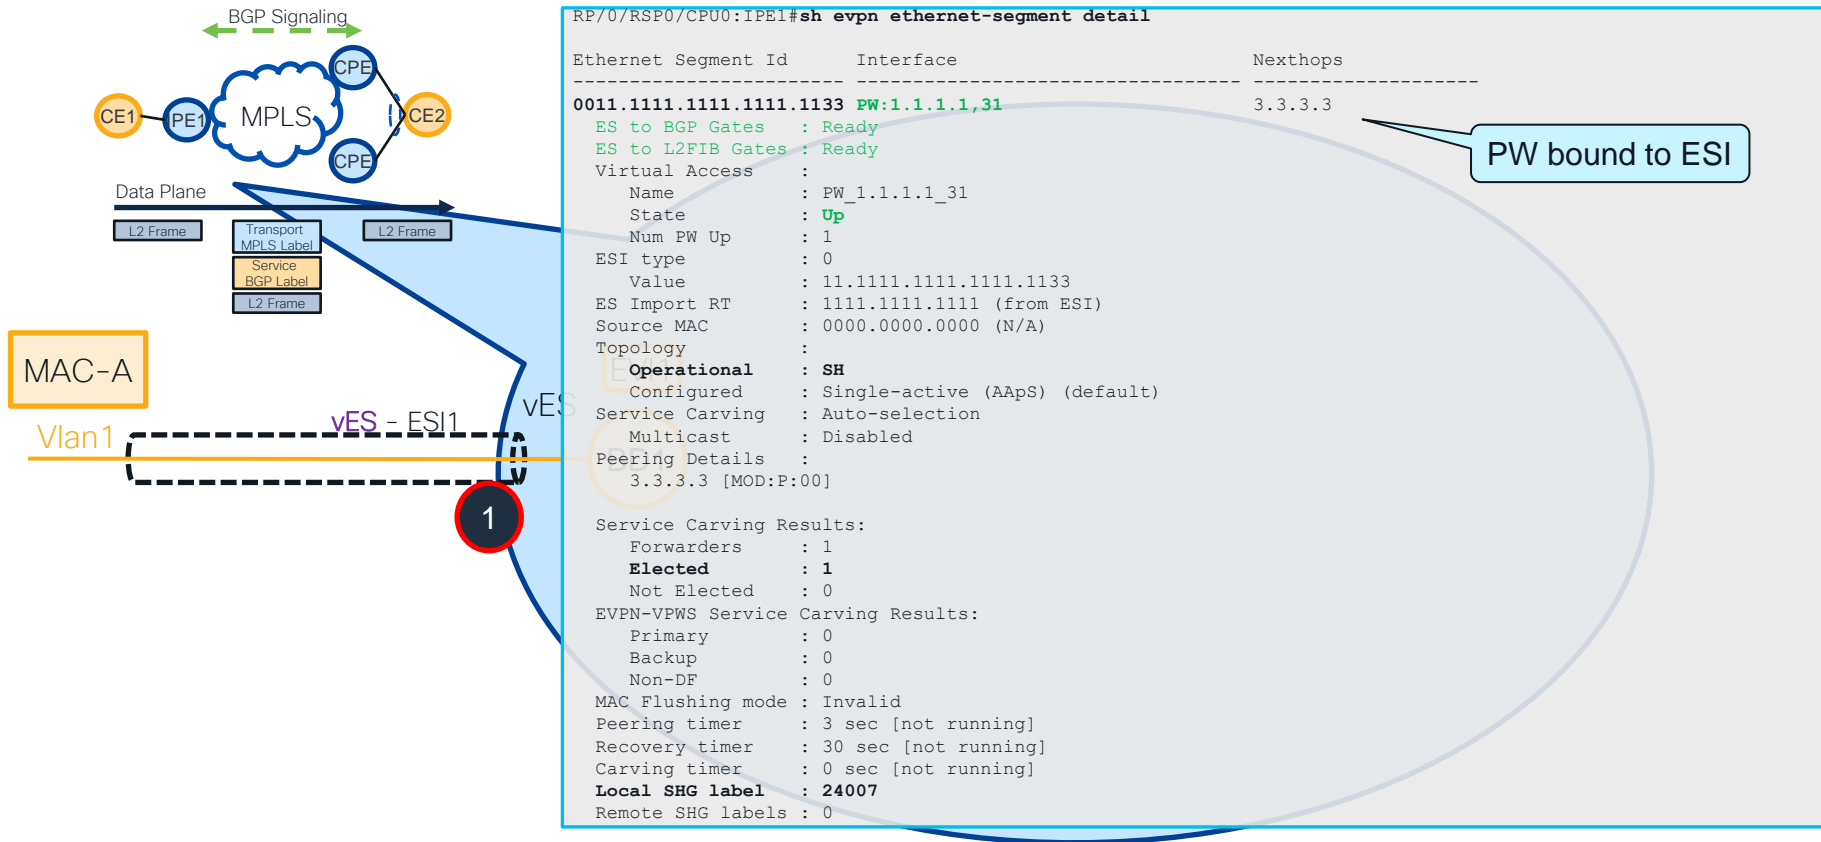 BGP Signaling
CPE
CE1
IPE1
MPLS
CE2
CPE
Data Plane
L2 Frame
Transport
MPLS Label
L2 Frame
Service
BGP Label
L2 Frame
MAC-A
Vlan1
vES - ESI1
vES
EVI1
BD1
1
RP/0/RSP0/CPU0:IPE1#sh evpn ethernet-segment detail
Ethernet Segment Id      Interface                          Nexthops
------------------------ ---------------------------------- --------------------
0011.1111.1111.1111.1133 PW:1.1.1.1,31                      3.3.3.3
ES to BGP Gates   : Ready
ES to L2FIB Gates : Ready
Virtual Access    :
Name            : PW_1.1.1.1_31
State           : Up
Num PW Up       : 1
ESI type          : 0
Value           : 11.1111.1111.1111.1133
ES Import RT      : 1111.1111.1111 (from ESI)
Source MAC        : 0000.0000.0000 (N/A)
Topology          :
Operational     : SH
Configured      : Single-active (AApS) (default)
Service Carving   : Auto-selection
Multicast       : Disabled
Peering Details   :
3.3.3.3 [MOD:P:00]
Service Carving Results:
Forwarders      : 1
Elected         : 1
Not Elected     : 0
EVPN-VPWS Service Carving Results:
Primary         : 0
Backup          : 0
Non-DF          : 0
MAC Flushing mode : Invalid
Peering timer     : 3 sec [not running]
Recovery timer    : 30 sec [not running]
Carving timer     : 0 sec [not running]
Local SHG label   : 24007
Remote SHG labels : 0
PW bound to ESI